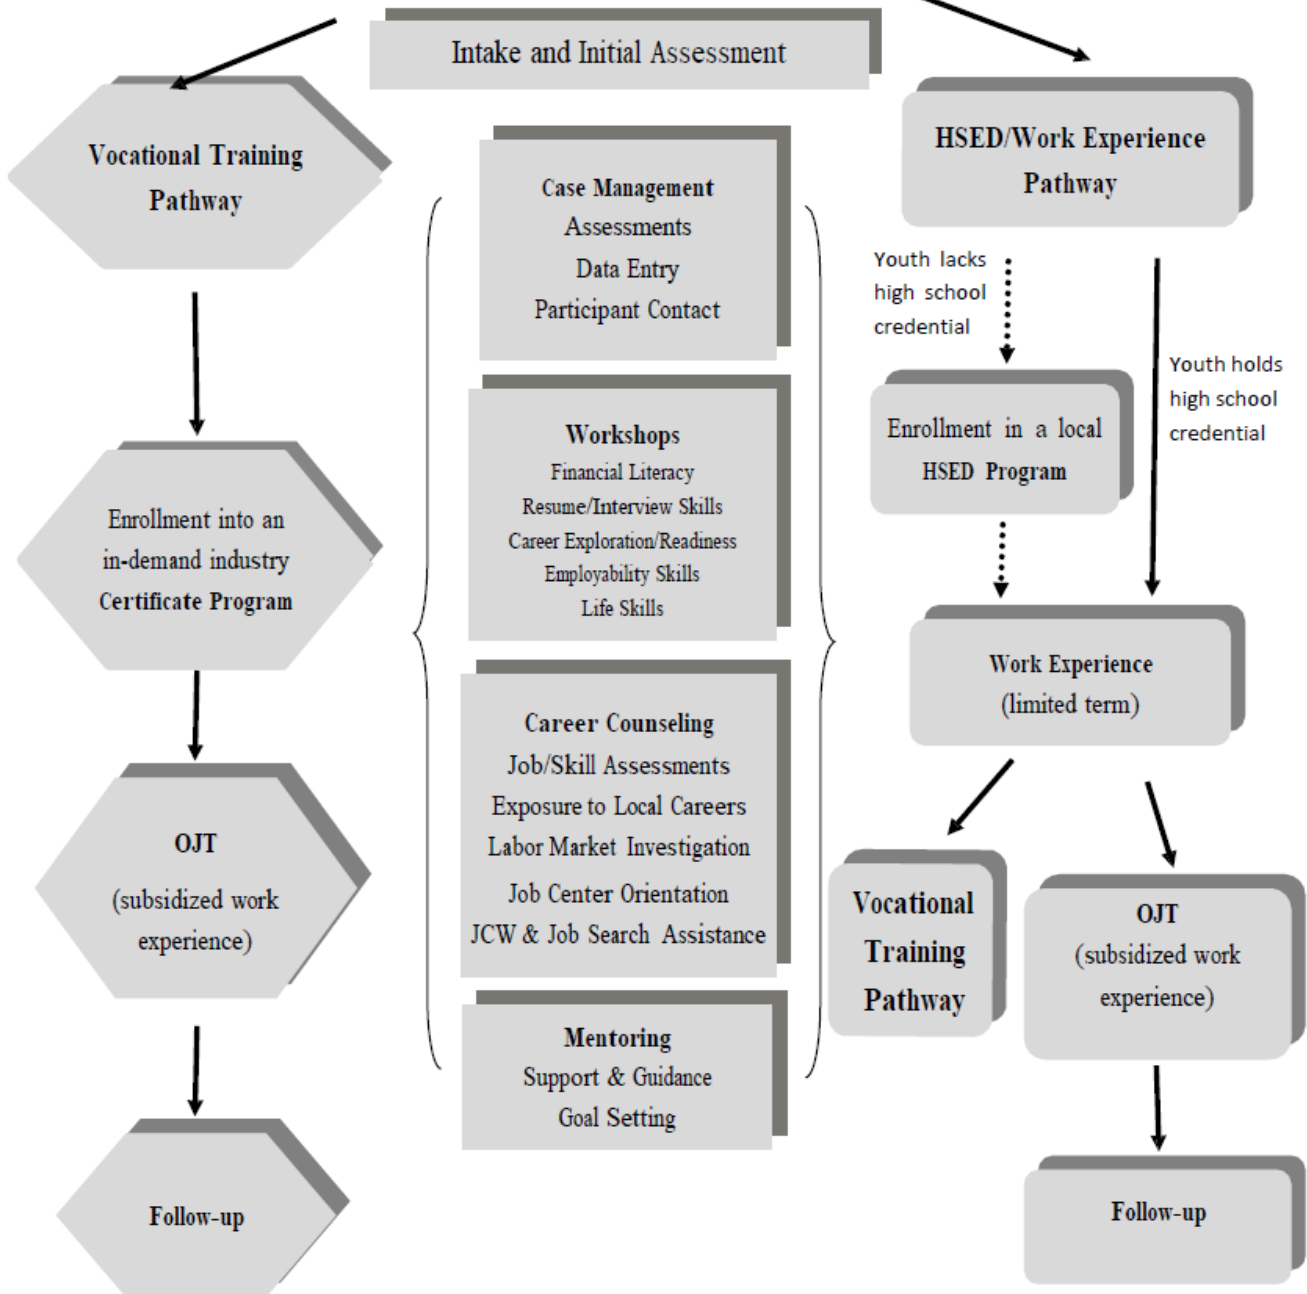 Intake and Initial Assessment
Vocational Training
Pathway
Enrollment into an
in-demand industry
Certificate Program
OJT
(subsidized work
experience)
Follow-up
Case Management
Assessments
Data Entry
Participant Contact
Workshops
Financial Literacy
Resume/Interview Skills
Career Exploration/Readiness
Employability Skills
Life Skills
Career Counseling
Job/Skill Assessments
Exposure to Local Careers
Labor Market Investigation
Job Center Orientation
JCW & Job Search Assistance
Mentoring
Support & Guidance
Goal Setting
HSED/Work Experience
Pathway
Youth lacks
high school
credential
Youth holds
high school
credential
Enrollment in a local
HSED Program
Work Experience
(limited term)
Vocational
Training
Pathway
OJT
(subsidized work
experience)
Follow-up